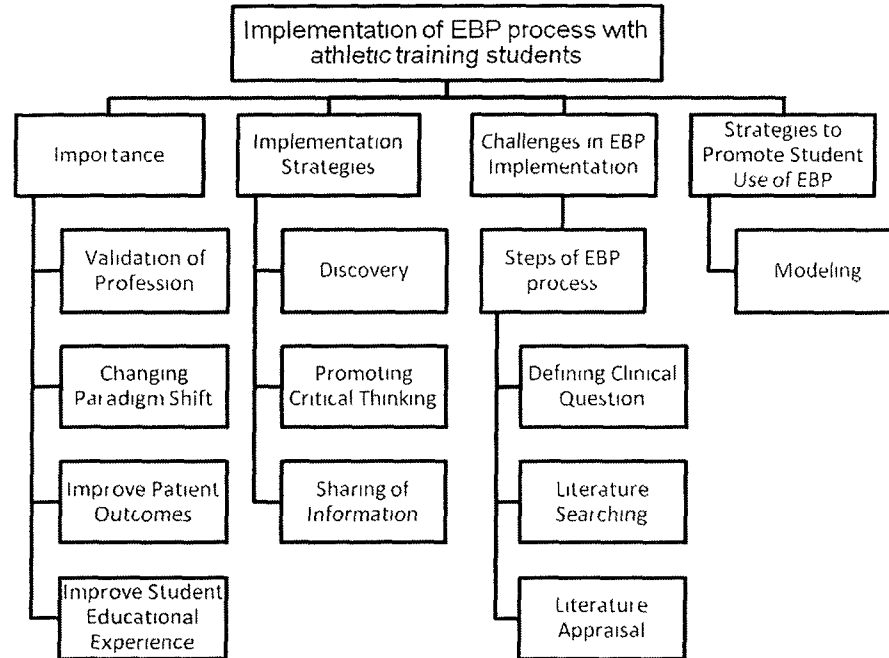 Implementation of EBP process with
athletic training students
Importance
Implementation
Strategies
Challenges in EBP
Implementation
Strategies to
Promote Student
Use of EBP
Validation of
Profession
Discovery
Steps of EBP
process
Modeling
Changing
Paradigm Shift
Promoting
Critical Thinking
Defining Clinical
Question
Improve Patient
Outcomes
Sharing of
Information
Literature
Searching
Improve Student
Educational
Experience
Literature
Appraisal